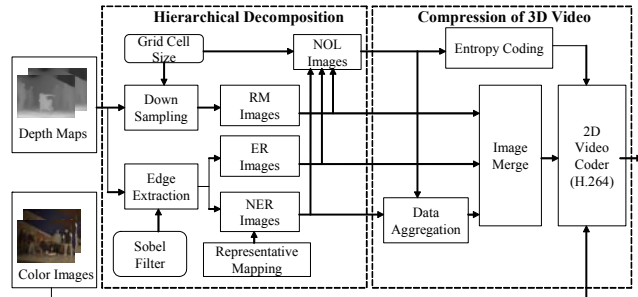 Hierarchical Decomposition
Compression of 3D Video
Grid Cell
Size
NOL
Images
Entropy Coding
Depth Maps
Down
Sampling
RM
Images
ER
Images
Edge
Extraction
NER
Images
Image
Merge
2D
Video
Coder
(H.264)
Data
Aggregation
Sobel
Filter
Representative
Mapping
Color Images